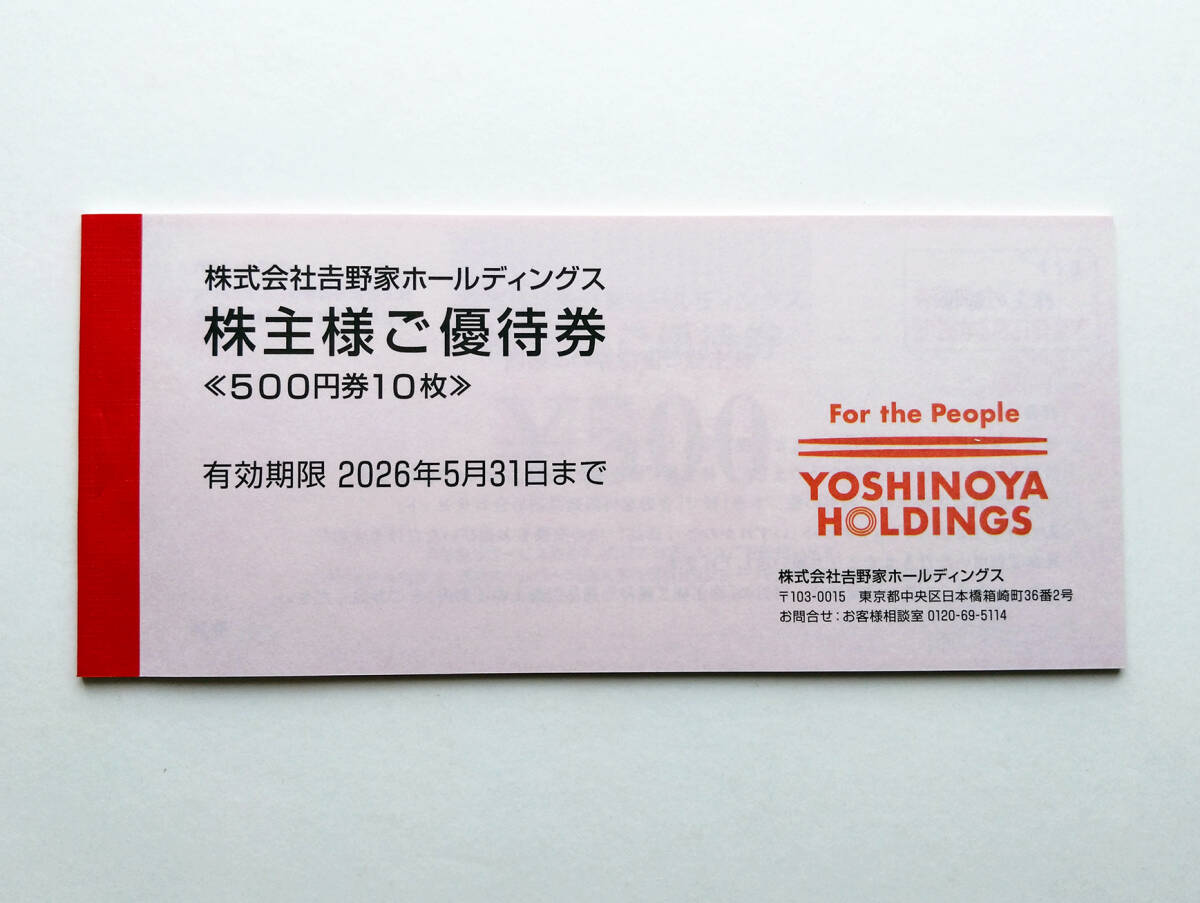 株式会社𠮷野家ホールディングス
株主様ご優待券
≪500円券10枚≫
有効期限 2026年5月31日まで
For the People
YOSHINOYA
HOLDINGS
株式会社𠮷野家ホールディングス
〒103-0015 東京都中央区日本橋箱崎町36番2号
お問合せ:お客様相談室 0120-69-5114